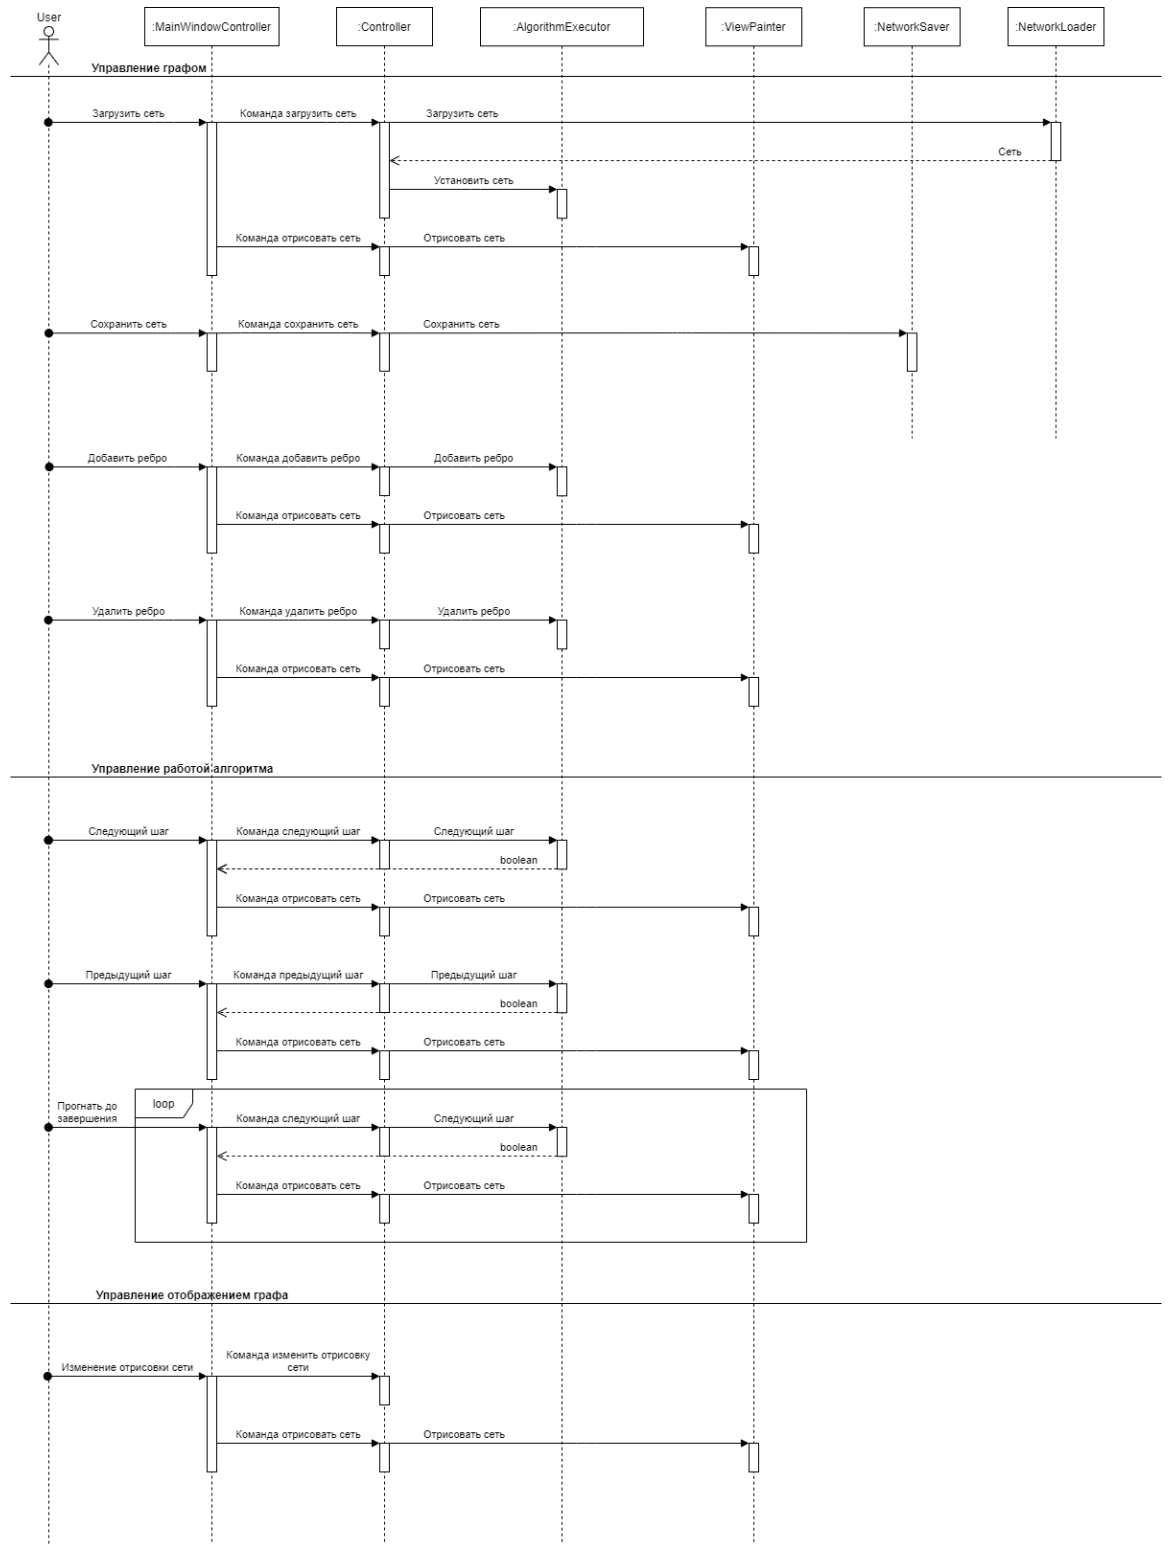 User
:MainWindowController
:Controller
:AlgorithmExecutor
:ViewPainter
:NetworkSaver
:NetworkLoader
Управление графом
Загрузить сеть
Команда загрузить сеть
Загрузить сеть
Сеть
Установить сеть
Команда отрисовать сеть
Отрисовать сеть
Сохранить сеть
Команда сохранить сеть
Сохранить сеть
Добавить ребро
Команда добавить ребро
Добавить ребро
Команда отрисовать сеть
Отрисовать сеть
Удалить ребро
Команда удалить ребро
Удалить ребро
Команда отрисовать сеть
Отрисовать сеть
Управление работой алгоритма
Следующий шаг
Команда следующий шаг
Следующий шаг
boolean
Команда отрисовать сеть
Отрисовать сеть
Предыдущий шаг
Команда предыдущий шаг
Предыдущий шаг
boolean
Команда отрисовать сеть
Отрисовать сеть
loop
Прогнать до
завершения
Команда следующий шаг
Следующий шаг
boolean
Команда отрисовать сеть
Отрисовать сеть
Управление отображением графа
Изменение отрисовки сети
Команда изменить отрисовку
сети
Команда отрисовать сеть
Отрисовать сеть